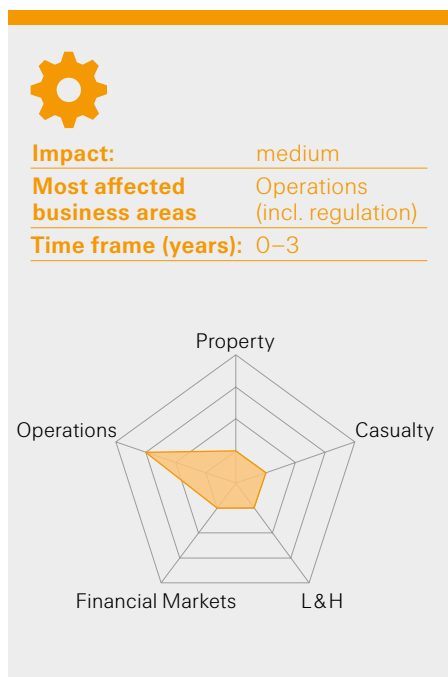 Impact: medium
Most affected Operations
business areas (incl. regulation)
Time frame (years): 0–3
Property
Operations Casualty
Financial Markets L&H